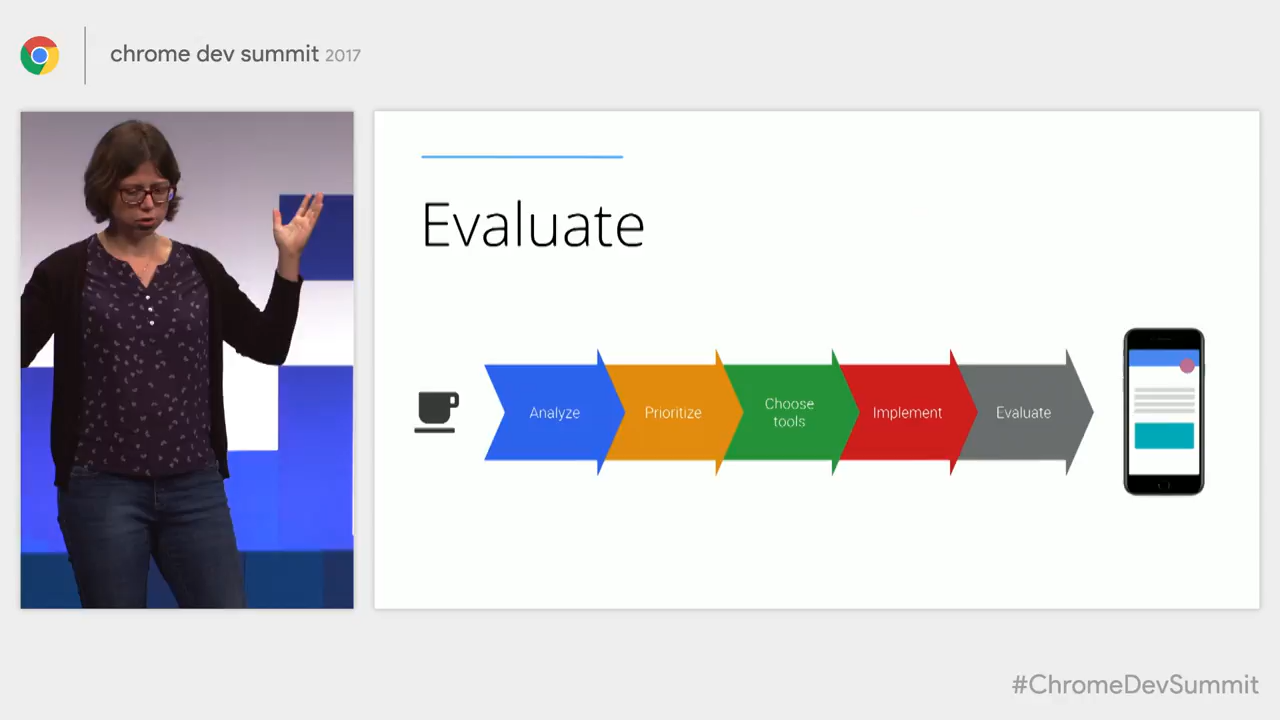 chrome dev summit 2017
Evaluate
Analyze
Prioritize
Choose
tools
Implement
Evaluate
#ChromeDevSummit